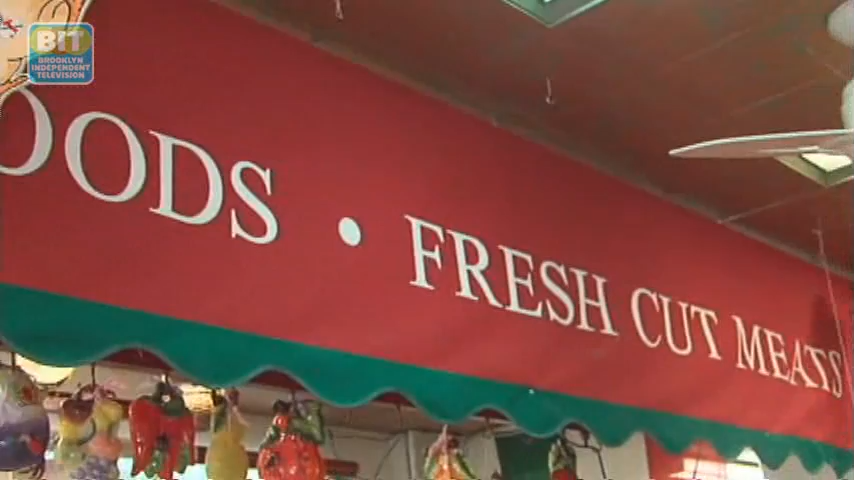 BIT
BROOKLYN
INDEPENDENT
TELEVISION
OODS • FRESH CUT MEATS